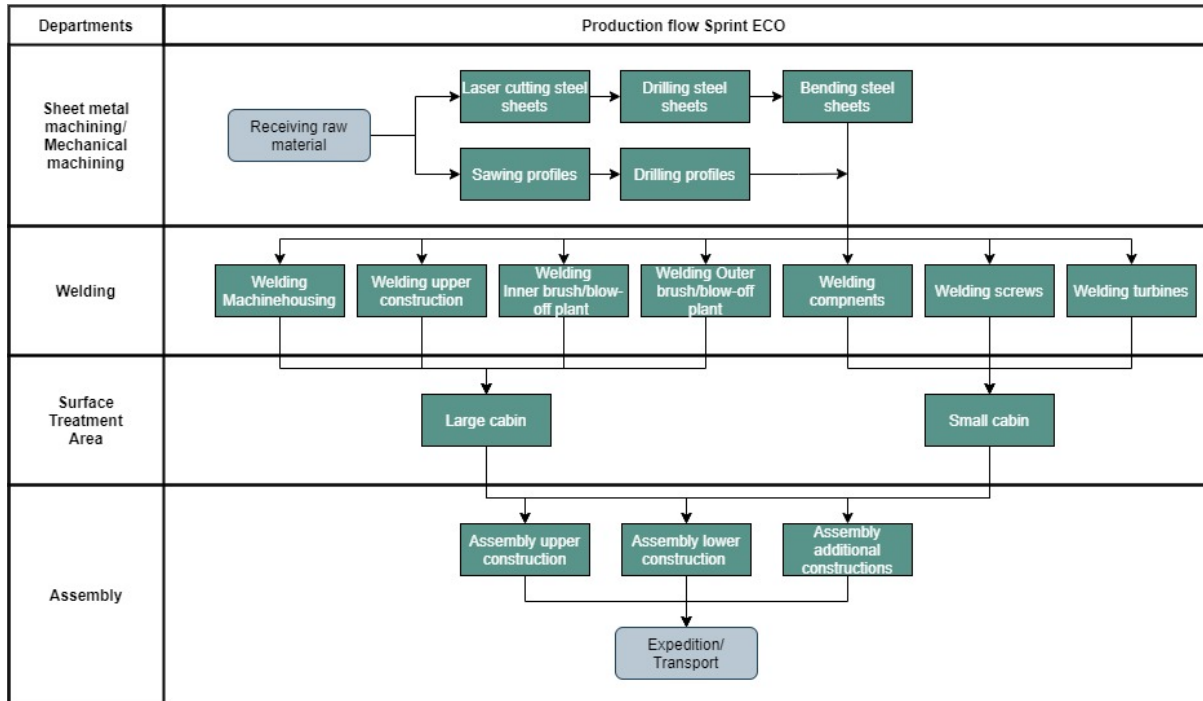 Departments
Production flow Sprint ECO
Sheet metal
machining/
Mechanical
machining
Receiving raw
material
Laser cutting steel
sheets
Drilling steel
sheets
Bending steel
sheets
Sawing profiles
Drilling profiles
Welding
Welding
Machinehousing
Welding upper
construction
Welding
Inner brush/blow-
off plant
Welding Outer
brush/blow-off
plant
Welding
compnents
Welding screws
Welding turbines
Surface
Treatment
Area
Large cabin
Small cabin
Assembly
Assembly upper
construction
Assembly lower
construction
Assembly
additional
constructions
Expedition/
Transport